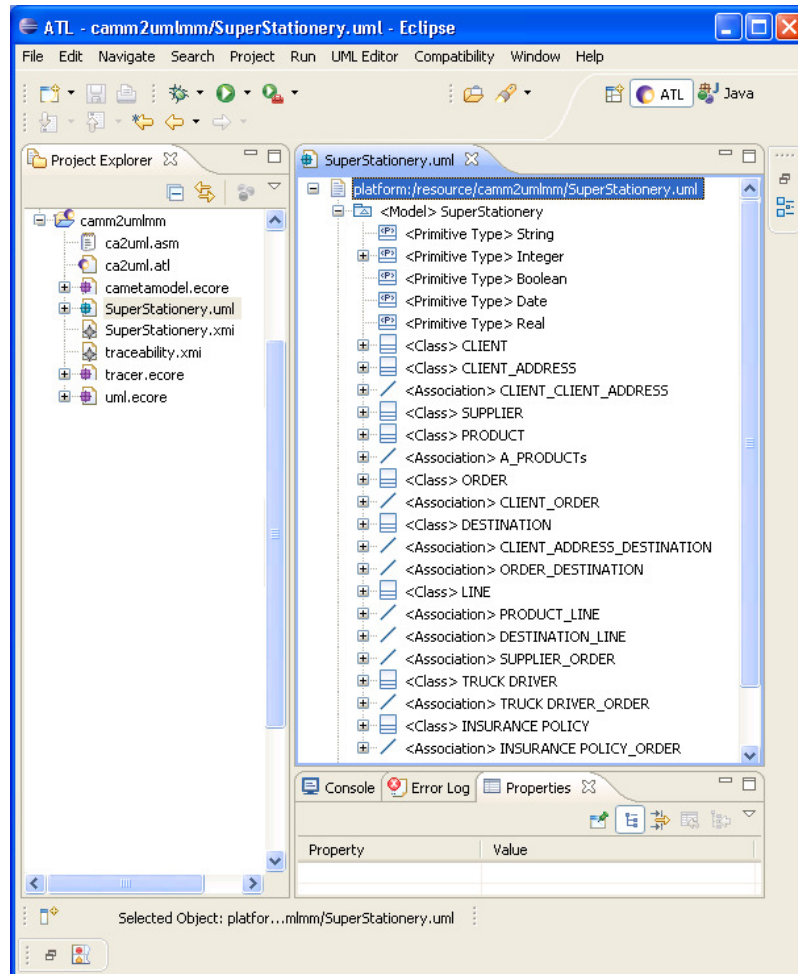 ATL - camm2umlmm/SuperStationery.uml - Eclipse
File Edit Navigate Search Project Run UML Editor Compatibility Window Help
ATL Java
Project Explorer
camm2umlmm
ca2uml.asm
ca2uml.atl
cametamodel.ecore
SuperStationery.uml
SuperStationery.xmi
traceability.xmi
tracer.ecore
uml.ecore
SuperStationery.uml
platform:/resource/camm2umlmm/SuperStationery.uml
<Model> SuperStationery
<Primitive Type> String
<Primitive Type> Integer
<Primitive Type> Boolean
<Primitive Type> Date
<Primitive Type> Real
<Class> CLIENT
<Class> CLIENT_ADDRESS
<Association> CLIENT_CLIENT_ADDRESS
<Class> SUPPLIER
<Class> PRODUCT
<Association> A_PRODUCTs
<Class> ORDER
<Association> CLIENT_ORDER
<Class> DESTINATION
<Association> CLIENT_ADDRESS_DESTINATION
<Association> ORDER_DESTINATION
<Class> LINE
<Association> PRODUCT_LINE
<Association> DESTINATION_LINE
<Association> SUPPLIER_ORDER
<Class> TRUCK DRIVER
<Association> TRUCK DRIVER_ORDER
<Class> INSURANCE POLICY
<Association> INSURANCE POLICY_ORDER
Console Error Log Properties
Property Value
Selected Object: platfor...mlmm/SuperStationery.uml